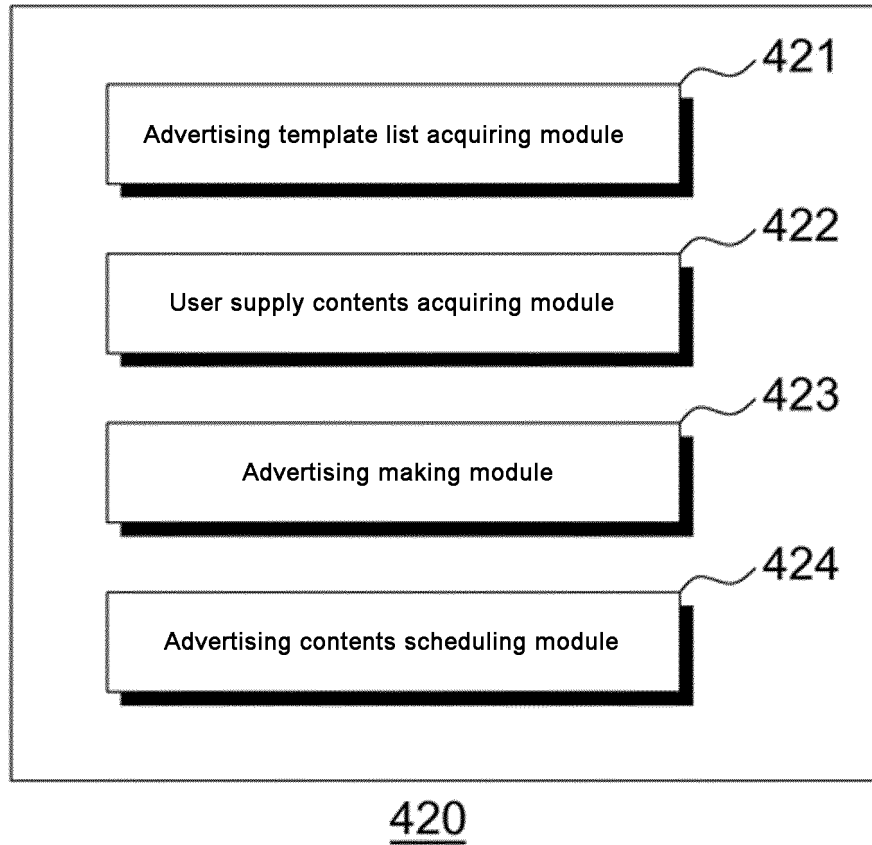 421
Advertising template list acquiring module
422
User supply contents acquiring module
423
Advertising making module
424
Advertising contents scheduling module
420